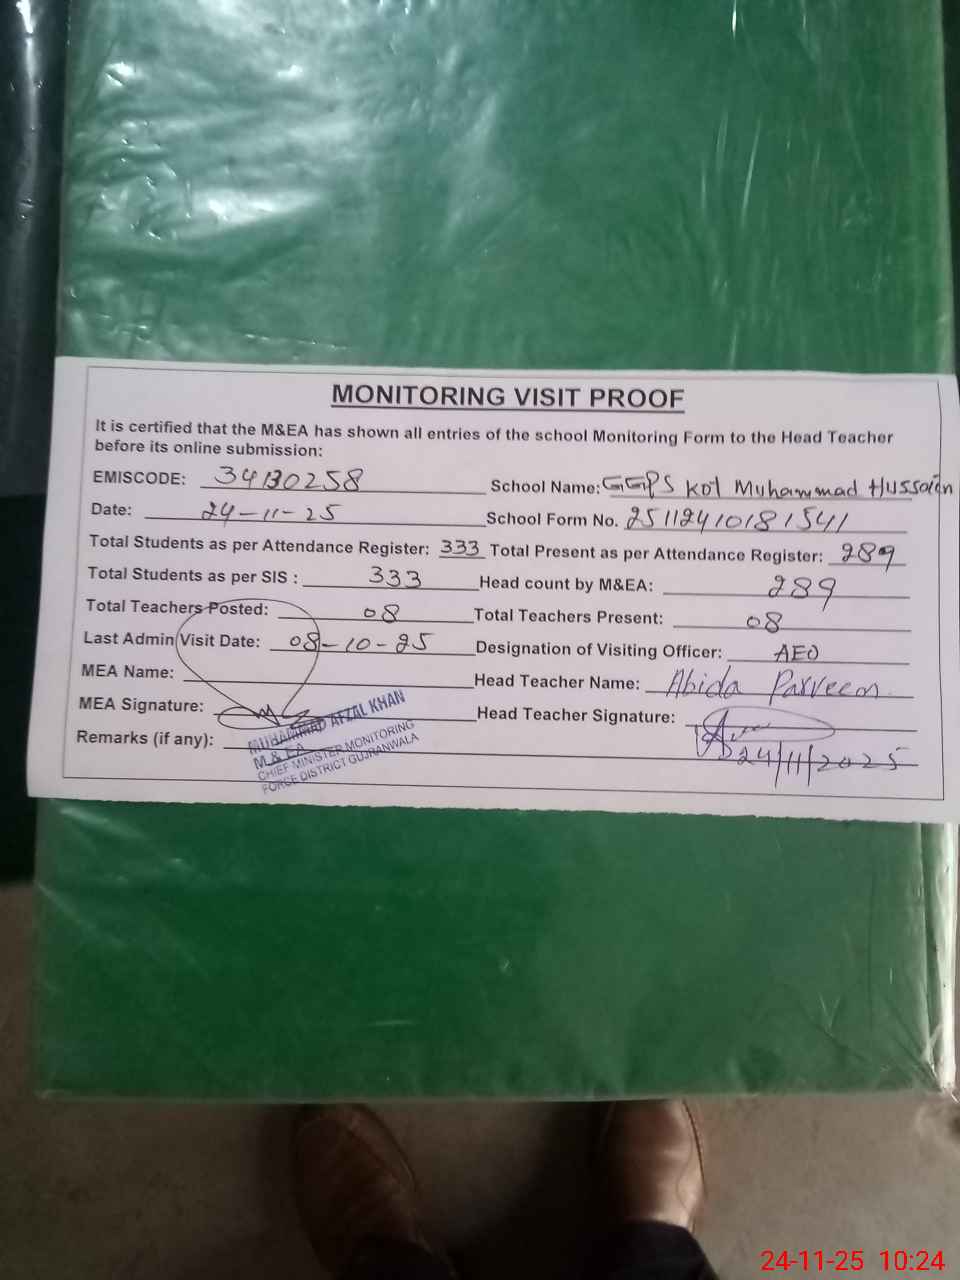 MONITORING VISIT PROOF
It is certified that the M&EA has shown all entries of the school Monitoring Form to the Head Teacher
before its online submission:
EMISCODE: 34130258 School Name: GGPS Kot Muhammad Hussain
Date: 24-11-25 School Form No. 25112410181541
Total Students as per Attendance Register: 333 Total Present as per Attendance Register: 289
Total Students as per SIS : 333 Head count by M&EA: 289
Total Teachers Posted: 08 Total Teachers Present: 08
Last Admin Visit Date: 08-10-25 Designation of Visiting Officer: AEO
MEA Name: Head Teacher Name: Abida Parveen
MEA Signature: Head Teacher Signature:
Remarks (if any): 24/11/2025
MUHAMMAD AFZAL KHAN
M & EA
CHIEF MINISTER MONITORING
FORCE DISTRICT GUJRANWALA
24-11-25 10:24